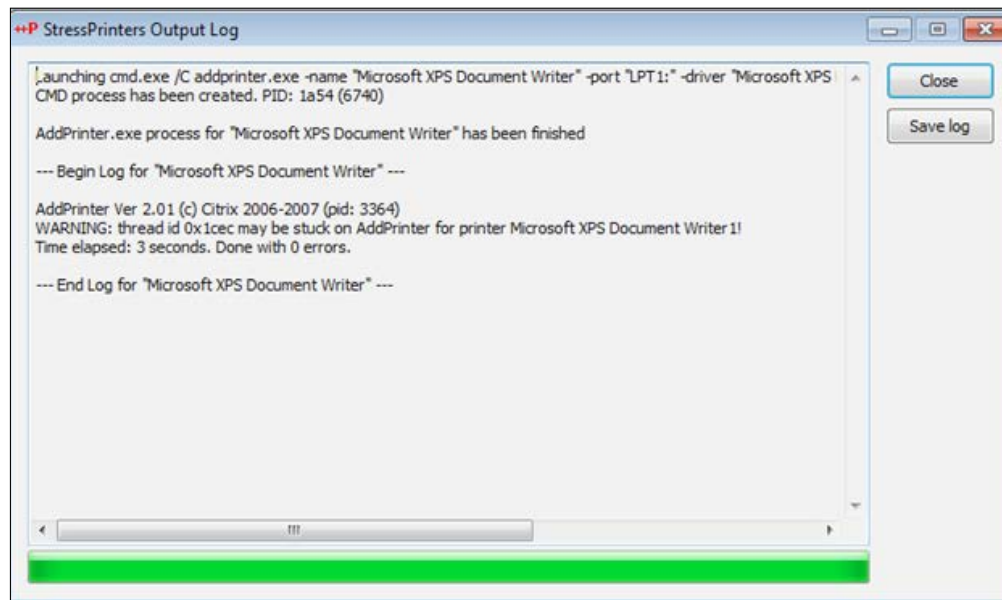 ++P StressPrinters Output Log
Launching cmd.exe /C addprinter.exe -name "Microsoft XPS Document Writer" -port "LPT1:" -driver "Microsoft XPS
CMD process has been created. PID: 1a54 (6740)
AddPrinter.exe process for "Microsoft XPS Document Writer" has been finished
--- Begin Log for "Microsoft XPS Document Writer" ---
AddPrinter Ver 2.01 (c) Citrix 2006-2007 (pid: 3364)
WARNING: thread id 0x1cec may be stuck on AddPrinter for printer Microsoft XPS Document Writer1!
Time elapsed: 3 seconds. Done with 0 errors.
--- End Log for "Microsoft XPS Document Writer" ---
Close
Save log